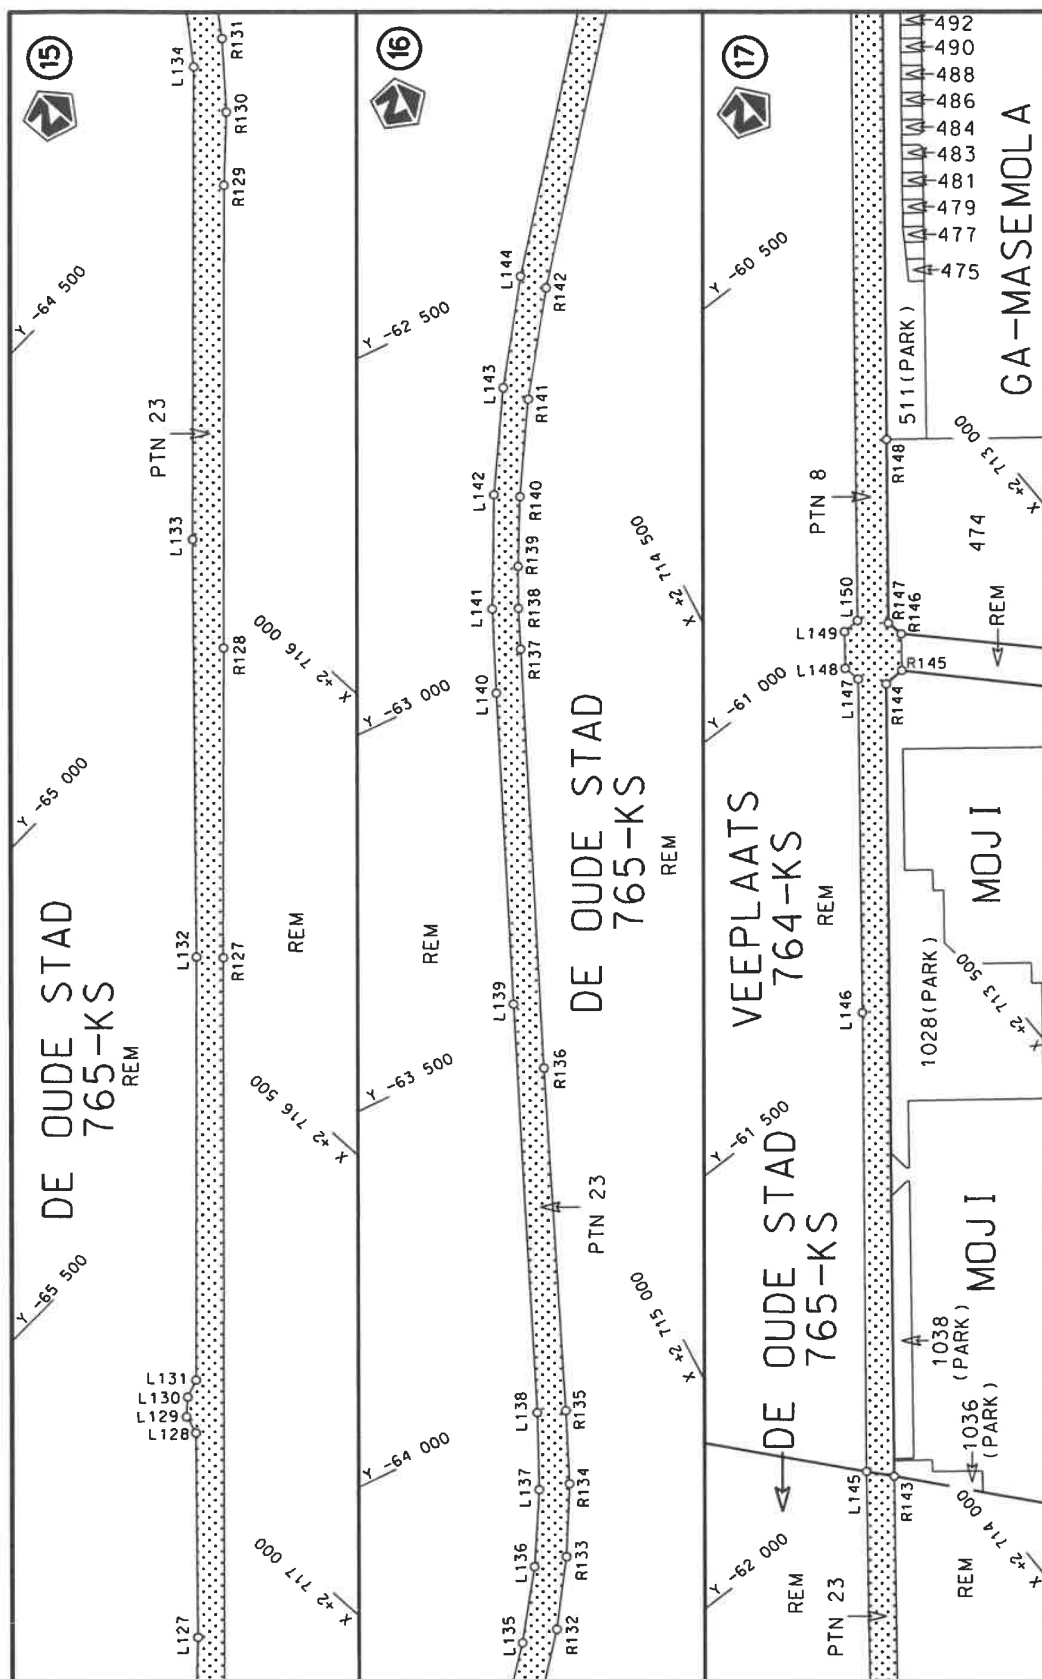 15
N
L134
R131
R130
R129
Y -64 500
PTN 23
L133
R128
X +2 716 000
Y -65 000
L132
R127
REM
DE OUDE STAD
765-KS
REM
X +2 716 500
Y -65 500
L131
L130
L129
L128
X +2 717 000
L127
16
N
L144
R142
Y -62 500
L143
R141
L142
R140
R139
L141
R138
R137
X +2 714 500
L140
Y -63 000
DE OUDE STAD
765-KS
REM
REM
L139
R136
Y -63 500
PTN 23
X +2 715 000
L138
R135
Y -64 000
L137
R134
L136
R133
L135
R132
17
N
492
490
488
486
484
483
481
479
477
475
GA-MASEMOLA
Y -60 500
511(PARK)
R148
X +2 713 000
PTN 8
474
L150
L149
R147
R146
REM
L148
L147
R145
R144
Y -61 000
VEEPLAATS
764-KS
REM
MOJI
L146
1028(PARK)
X +2 713 500
Y -61 500
DE OUDE STAD
765-KS
MOJI
1038
(PARK)
1036
(PARK)
L145
R143
X +2 714 000
Y -62 000
REM
PTN 23
REM